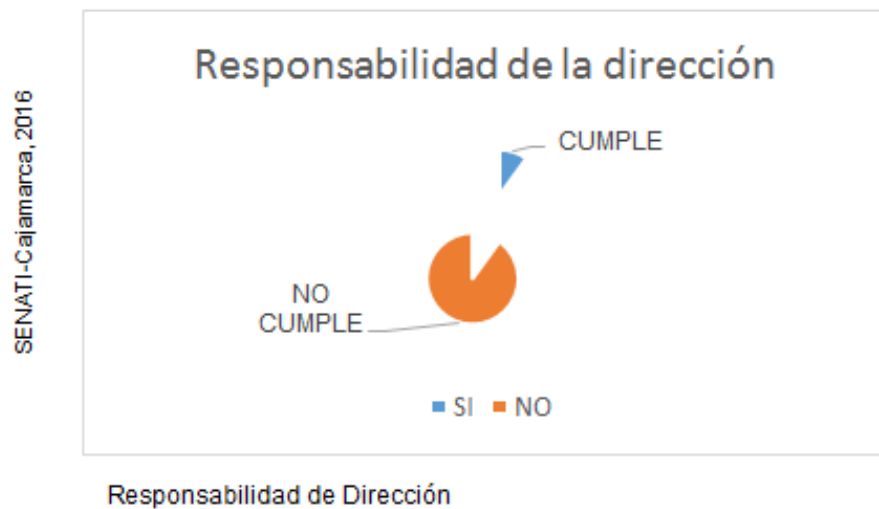 SENATI-Cajamarca, 2016
Responsabilidad de la dirección
CUMPLE
NO
CUMPLE
SI NO
Responsabilidad de Dirección